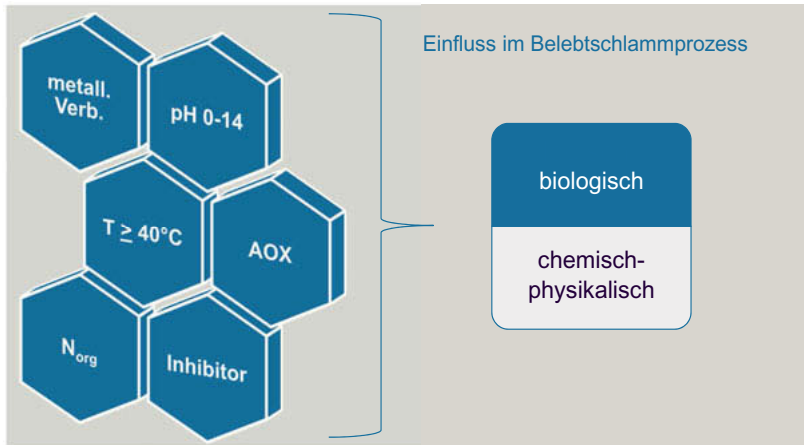 metall.
Verb.
pH 0-14
T ≥ 40°C
AOX
Norg
Inhibitor
Einfluss im Belebtschlammprozess
biologisch
chemisch-
physikalisch